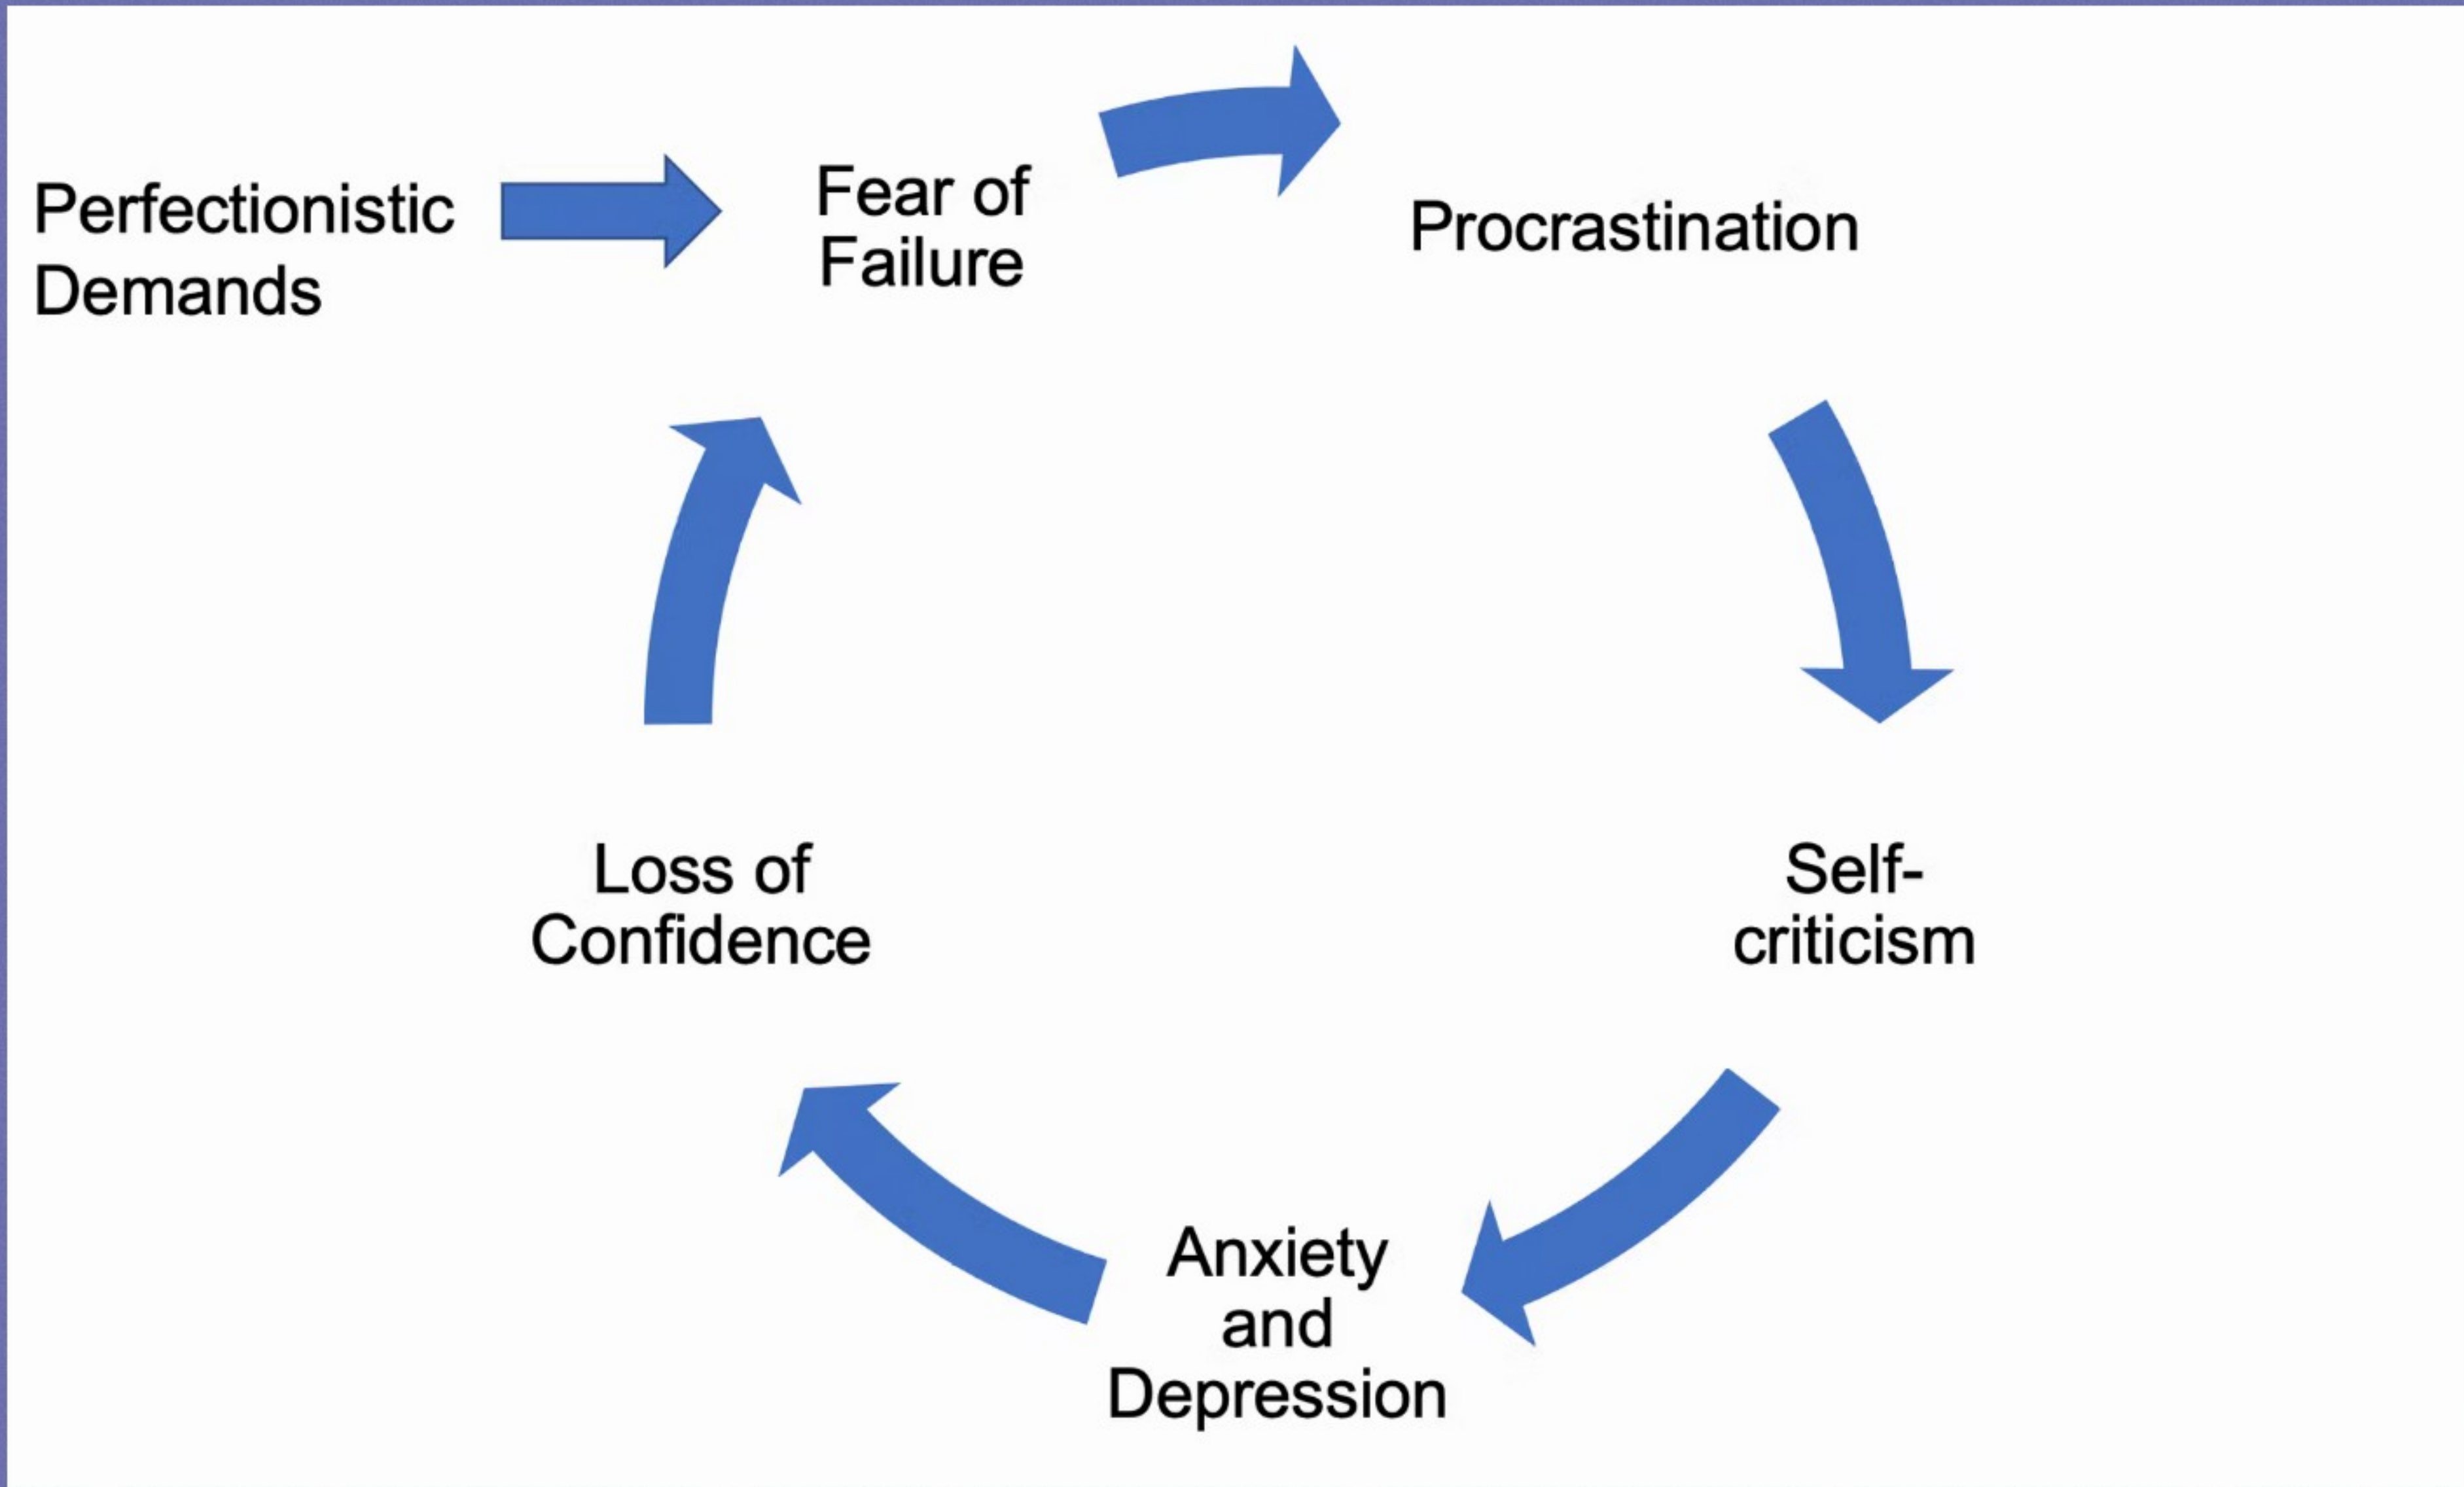 Perfectionistic
Demands
Fear of
Failure
Procrastination
Self-
criticism
Anxiety
and
Depression
Loss of
Confidence